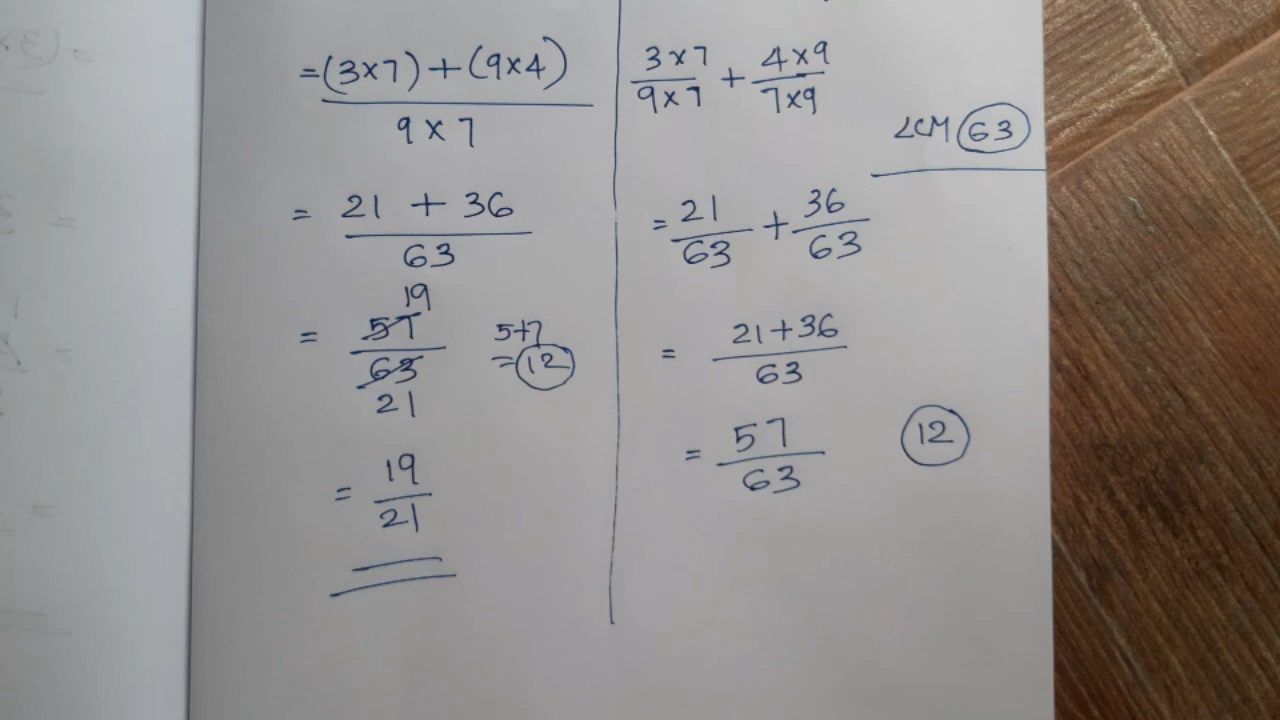 = (3×7) + (9×4)
9 × 7
= 21 + 36
63
19
= 57
63
21
5+7
= 12
= 19
21
3×7 + 4×9
9×7 7×9
LCM 63
= 21 + 36
63 63
= 21+36
63
= 57
63
12